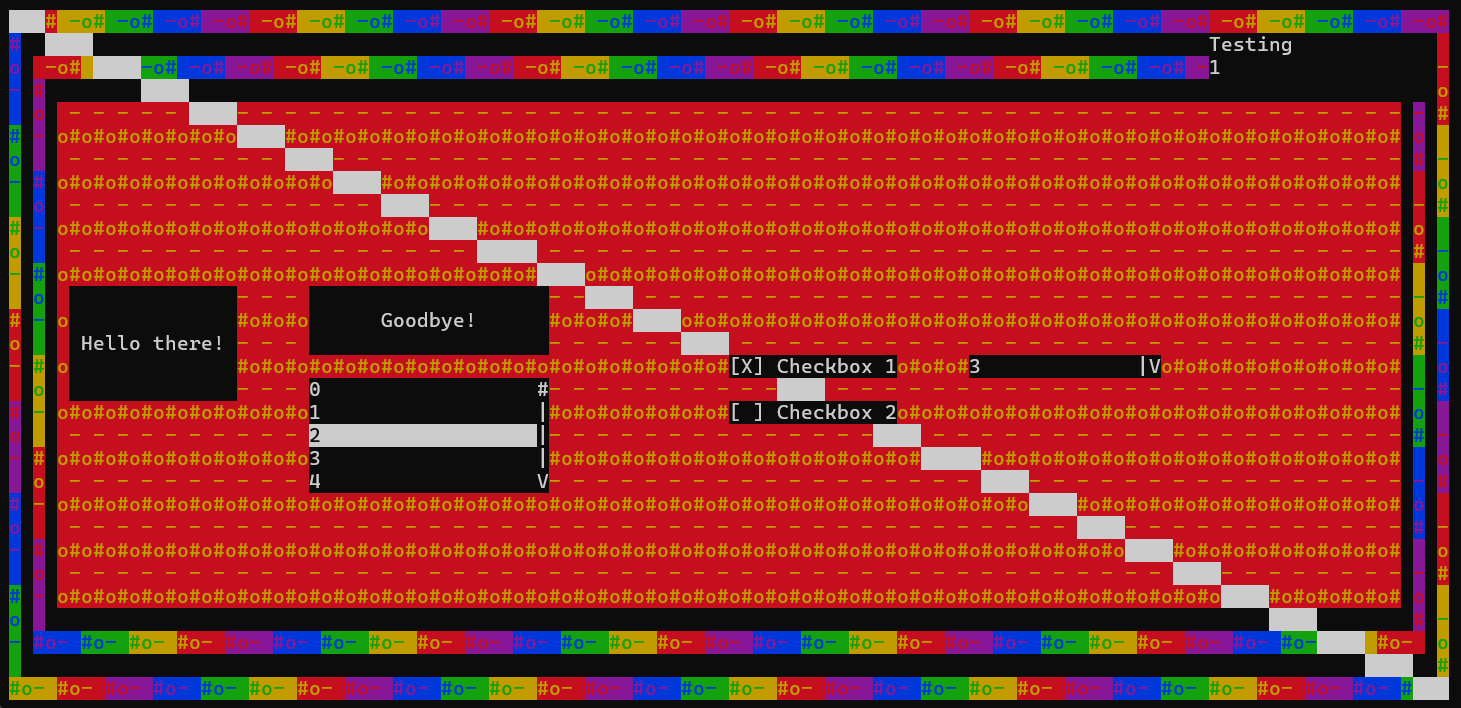 Testing
1
Goodbye!
Hello there!
[X] Checkbox 1
3 |V
0 #
1 |
[ ] Checkbox 2
2 |
3 |
4 V